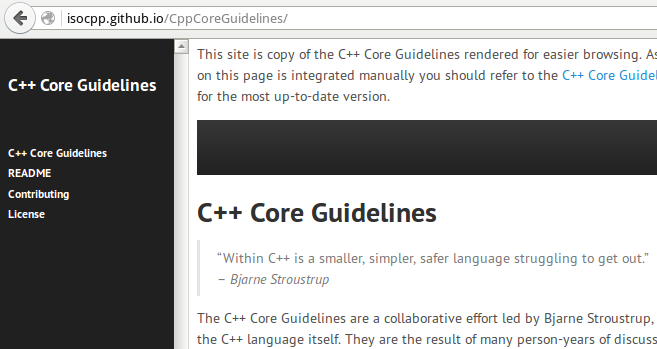 isocpp.github.io/CppCoreGuidelines/
C++ Core Guidelines
C++ Core Guidelines
README
Contributing
License
This site is copy of the C++ Core Guidelines rendered for easier browsing. As
on this page is integrated manually you should refer to the C++ Core
for the most up-to-date version.
C++ Core Guidelines
“Within C++ is a smaller, simpler, safer language struggling to get out.”
– Bjarne Stroustrup
The C++ Core Guidelines are a collaborative effort led by Bjarne Stroustrup,
the C++ language itself. They are the result of many person-years of